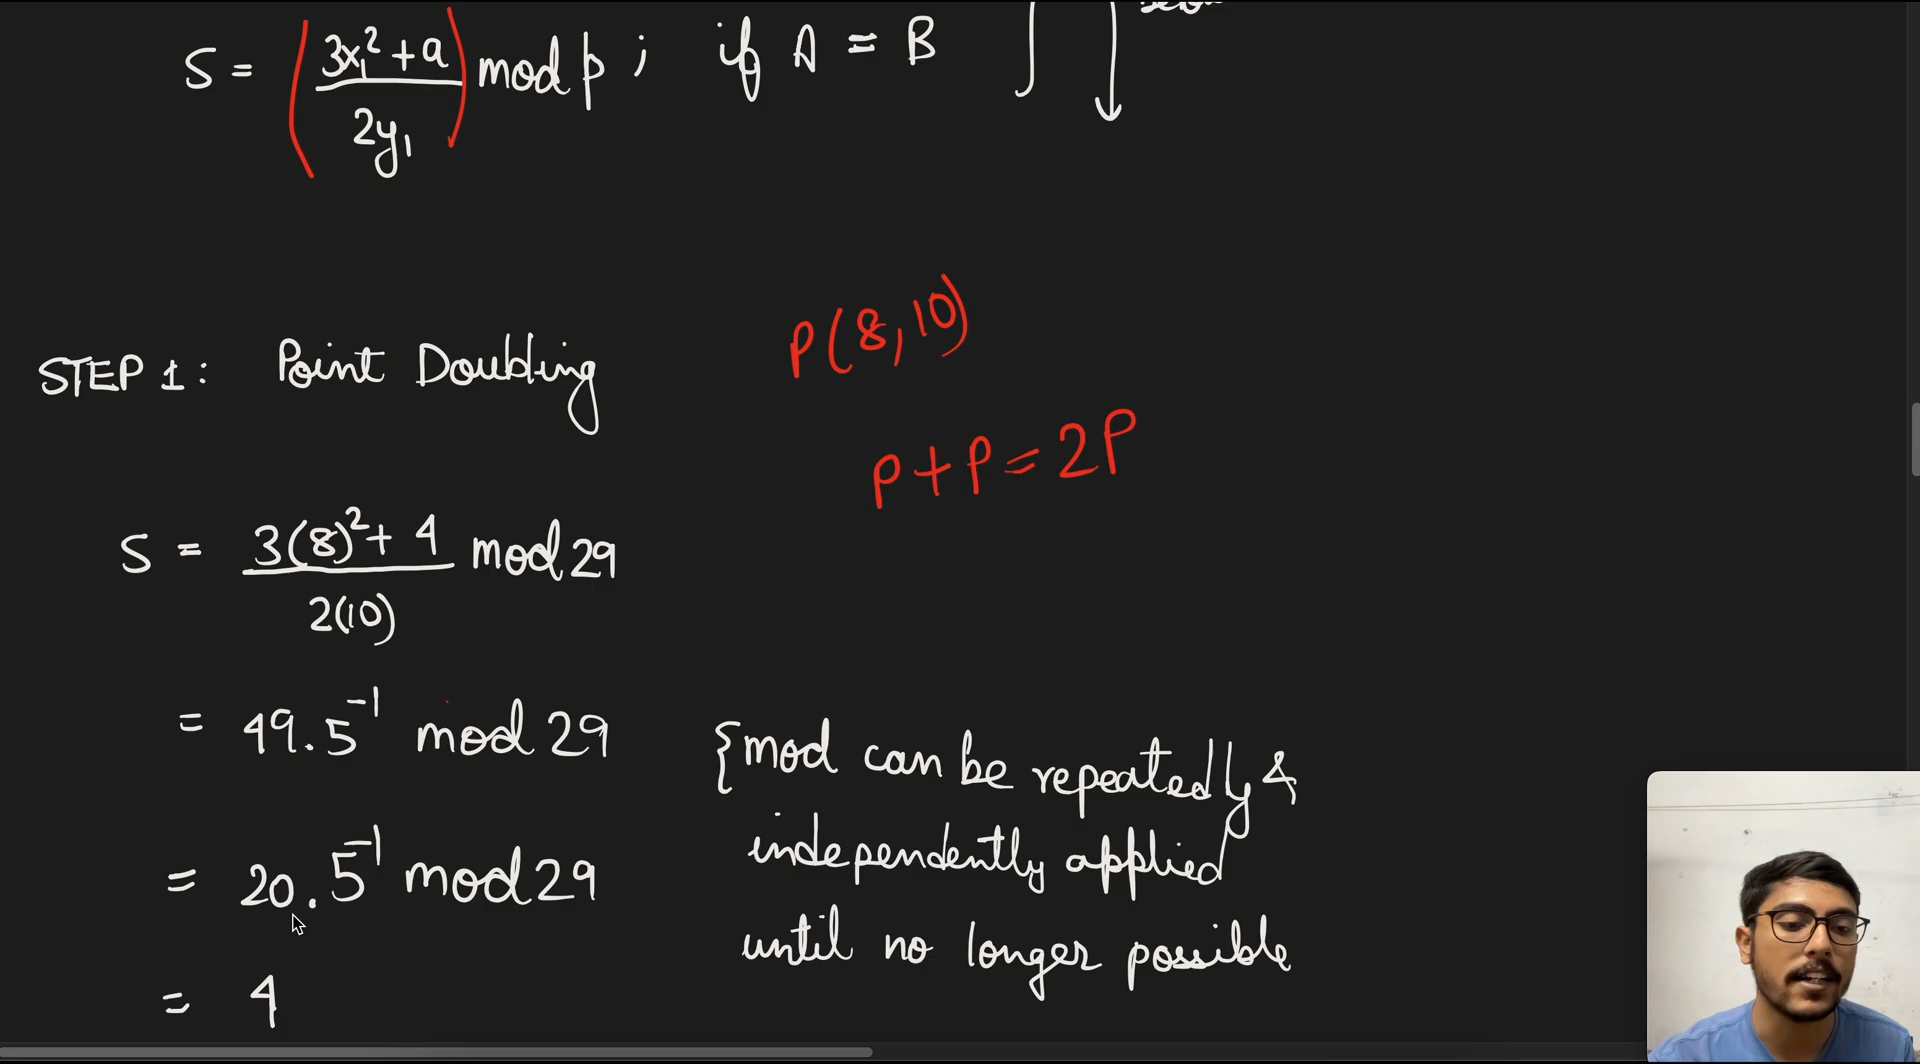 S = (3x₁² + a / 2y₁) mod p ; if A = B
P(8,10)
STEP 1: Point Doubling
P+P=2P
S = 3(8)² + 4 / 2(10) mod 29
= 49.5⁻¹ mod 29
{mod can be repeatedly &
independently applied
until no longer possible
= 20.5⁻¹ mod 29
= 4